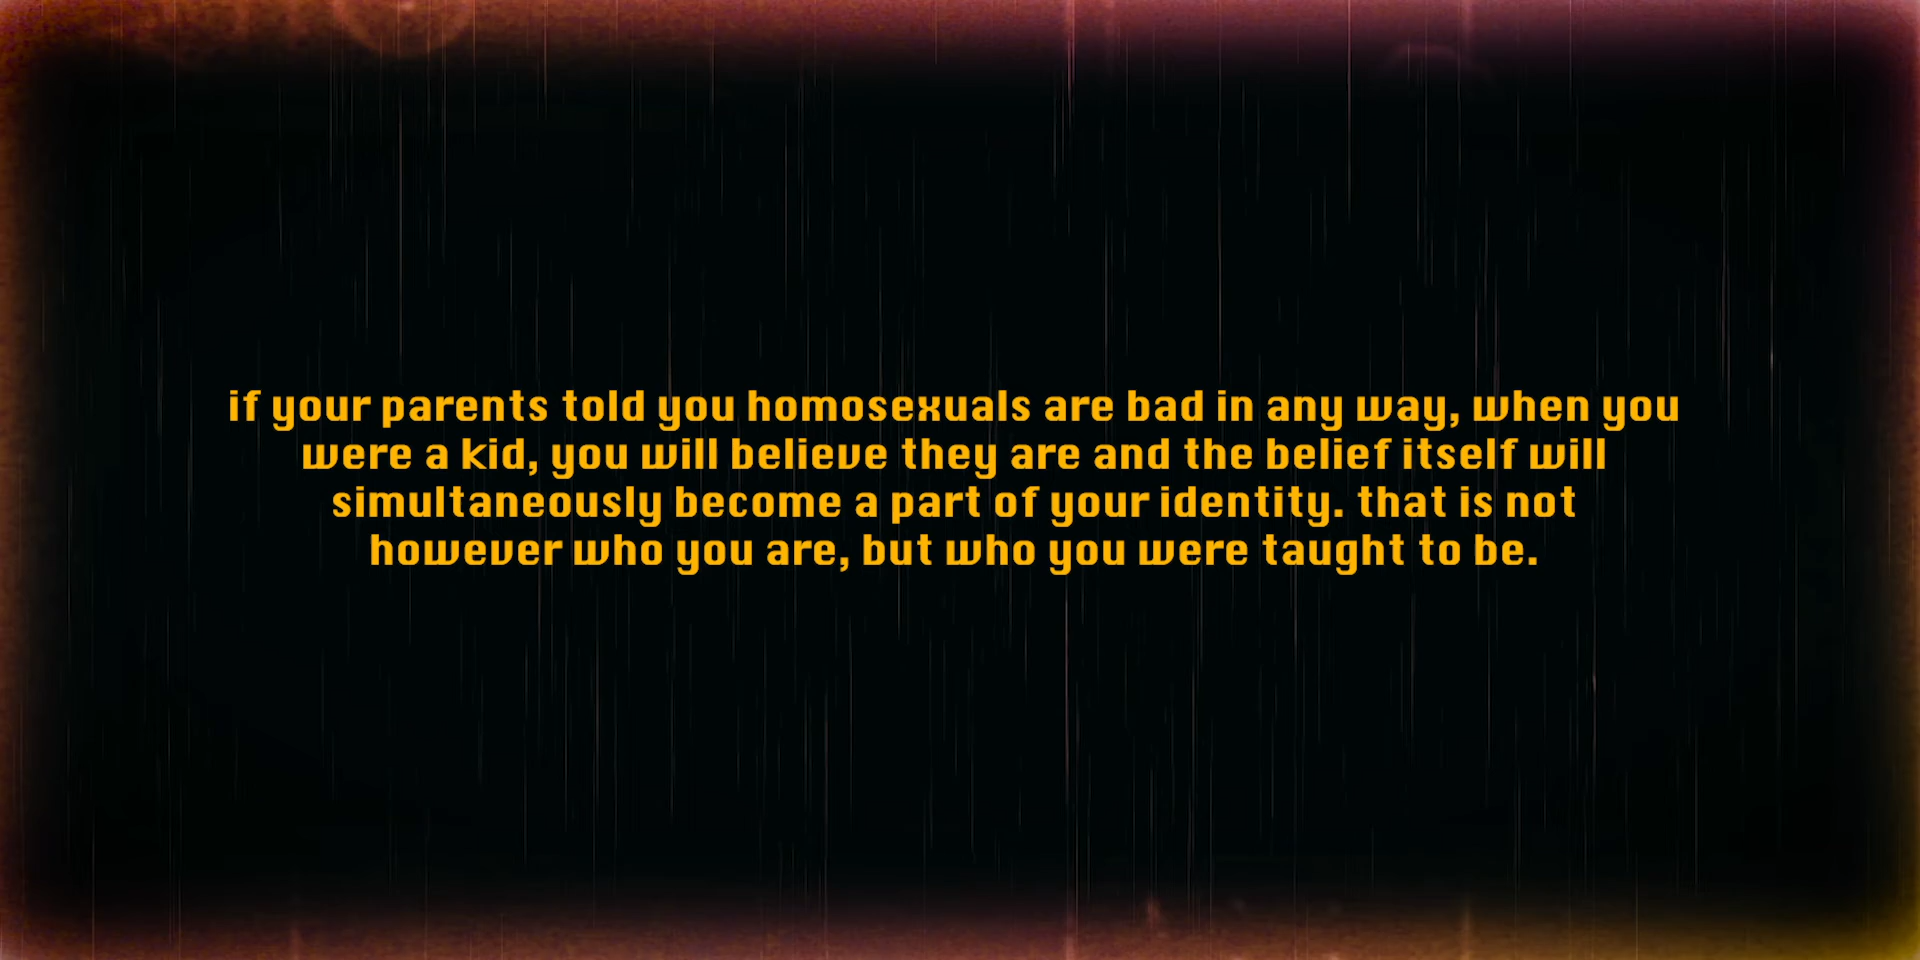 if your parents told you homosexuals are bad in any way, when you
were a kid, you will believe they are and the belief itself will
simultaneously become a part of your identity. that is not
however who you are, but who you were taught to be.